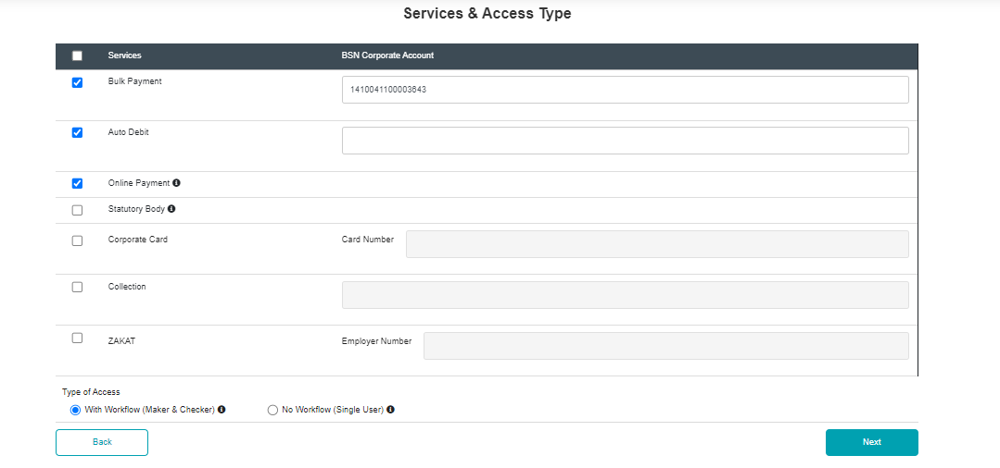 Services & Access Type
Services BSN Corporate Account
Bulk Payment 1410041100003643
Auto Debit
Online Payment
Statutory Body
Corporate Card Card Number
Collection
ZAKAT Employer Number
Type of Access
With Workflow (Maker & Checker) No Workflow (Single User)
Back Next